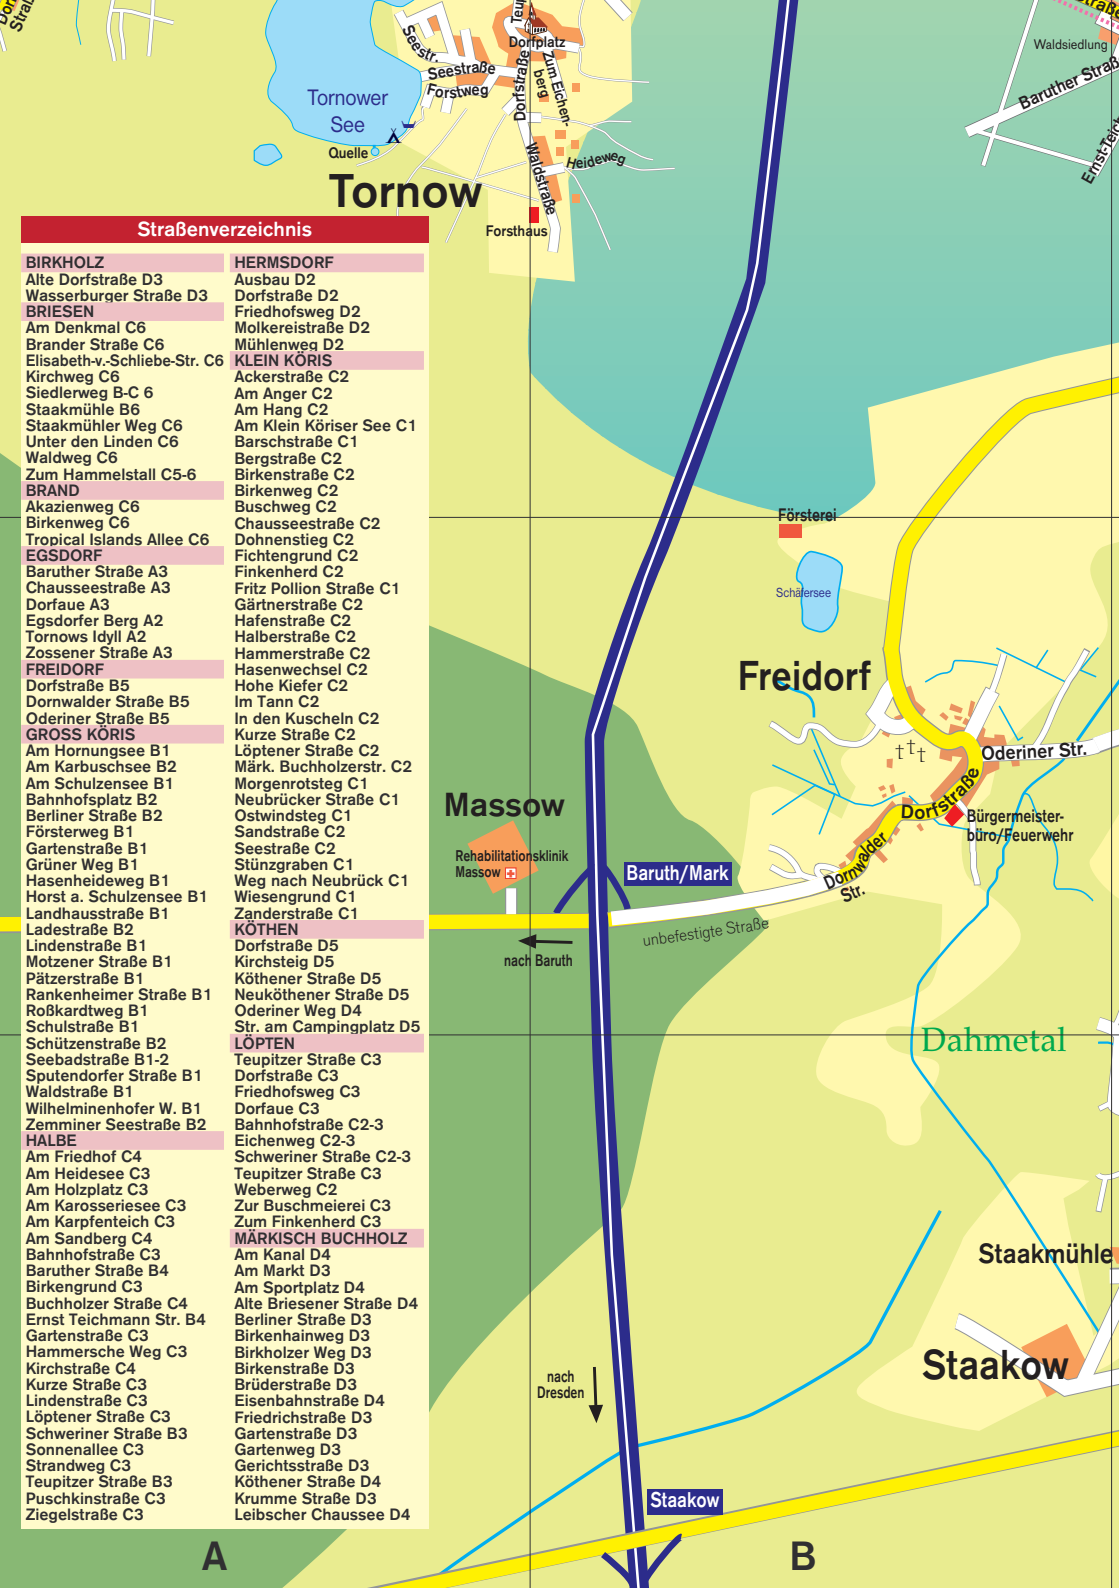 Seestr.
Seestraße
Forstweg
Dorfplatz
Dorfstraße
Zum Eichen-
berg
Tornower
See
Quelle
Tornow
Waldstraße
Heideweg
Forsthaus
Waldsiedlung
Baruther Straß
Ernst-Teich
Straßenverzeichnis
BIRKHOLZ
Alte Dorfstraße D3
Wasserburger Straße D3
BRIESEN
Am Denkmal C6
Brander Straße C6
Elisabeth-v.-Schliebe-Str. C6
Kirchweg C6
Siedlerweg B-C 6
Staakmühle B6
Staakmühler Weg C6
Unter den Linden C6
Waldweg C6
Zum Hammelstall C5-6
BRAND
Akazienweg C6
Birkenweg C6
Tropical Islands Allee C6
EGSDORF
Baruther Straße A3
Chausseestraße A3
Dorfaue A3
Egsdorfer Berg A2
Tornows Idyll A2
Zossener Straße A3
FREIDORF
Dorfstraße B5
Dornwalder Straße B5
Oderiner Straße B5
GROSS KÖRIS
Am Hornungsee B1
Am Karbuschsee B2
Am Schulzensee B1
Bahnhofsplatz B2
Berliner Straße B2
Försterweg B1
Gartenstraße B1
Grüner Weg B1
Hasenheideweg B1
Horst a. Schulzensee B1
Landhausstraße B1
Ladestraße B2
Lindenstraße B1
Motzener Straße B1
Pätzerstraße B1
Rankenheimer Straße B1
Roßkardtweg B1
Schulstraße B1
Schützenstraße B2
Seebadstraße B1-2
Sputendorfer Straße B1
Waldstraße B1
Wilhelminenhofer W. B1
Zemminer Seestraße B2
HALBE
Am Friedhof C4
Am Heidesee C3
Am Holzplatz C3
Am Karosseriesee C3
Am Karpfenteich C3
Am Sandberg C4
Bahnhofstraße C3
Baruther Straße B4
Birkengrund C3
Buchholzer Straße C4
Ernst Teichmann Str. B4
Gartenstraße C3
Hammersche Weg C3
Kirchstraße C4
Kurze Straße C3
Lindenstraße C3
Löptener Straße C3
Schweriner Straße B3
Sonnenallee C3
Strandweg C3
Teupitzer Straße B3
Puschkinstraße C3
Ziegelstraße C3
HERMSDORF
Ausbau D2
Dorfstraße D2
Friedhofsweg D2
Molkereistraße D2
Mühlenweg D2
KLEIN KÖRIS
Ackerstraße C2
Am Anger C2
Am Hang C2
Am Klein Köriser See C1
Barschstraße C1
Bergstraße C2
Birkenstraße C2
Birkenweg C2
Buschweg C2
Chausseestraße C2
Dohnenstieg C2
Fichtengrund C2
Finkenherd C2
Fritz Pollion Straße C1
Gärtnerstraße C2
Hafenstraße C2
Halberstraße C2
Hammerstraße C2
Hasenwechsel C2
Hohe Kiefer C2
Im Tann C2
In den Kuscheln C2
Kurze Straße C2
Löptener Straße C2
Märk. Buchholzerstr. C2
Morgenrotsteg C1
Neubrücker Straße C1
Ostwindsteg C1
Sandstraße C2
Seestraße C2
Stünzgraben C1
Weg nach Neubrück C1
Wiesengrund C1
Zanderstraße C1
KÖTHEN
Dorfstraße D5
Kirchsteig D5
Köthener Straße D5
Neuköthener Straße D5
Oderiner Weg D4
Str. am Campingplatz D5
LÖPTEN
Teupitzer Straße C3
Dorfstraße C3
Friedhofsweg C3
Dorfaue C3
Bahnhofstraße C2-3
Eichenweg C2-3
Schweriner Straße C2-3
Teupitzer Straße C3
Weberweg C2
Zur Buschmeierei C3
Zum Finkenherd C3
MÄRKISCH BUCHHOLZ
Am Kanal D4
Am Markt D3
Am Sportplatz D4
Alte Briesener Straße D4
Berliner Straße D3
Birkenhainweg D3
Birkholzer Weg D3
Birkenstraße D3
Brüderstraße D3
Eisenbahnstraße D4
Friedrichstraße D3
Gartenstraße D3
Gartenweg D3
Gerichtsstraße D3
Köthener Straße D4
Krumme Straße D3
Leibscher Chaussee D4
Försterei
Schäfersee
Freidorf
Oderiner Str.
Dorfstraße
Bürgermeister-
büro/Feuerwehr
Dornwalder
Str.
Massow
Rehabilitationsklinik
Massow
Baruth/Mark
unbefestigte Straße
nach Baruth
Dahmetal
Staakmühle
Staakow
nach
Dresden
Staakow
A
B